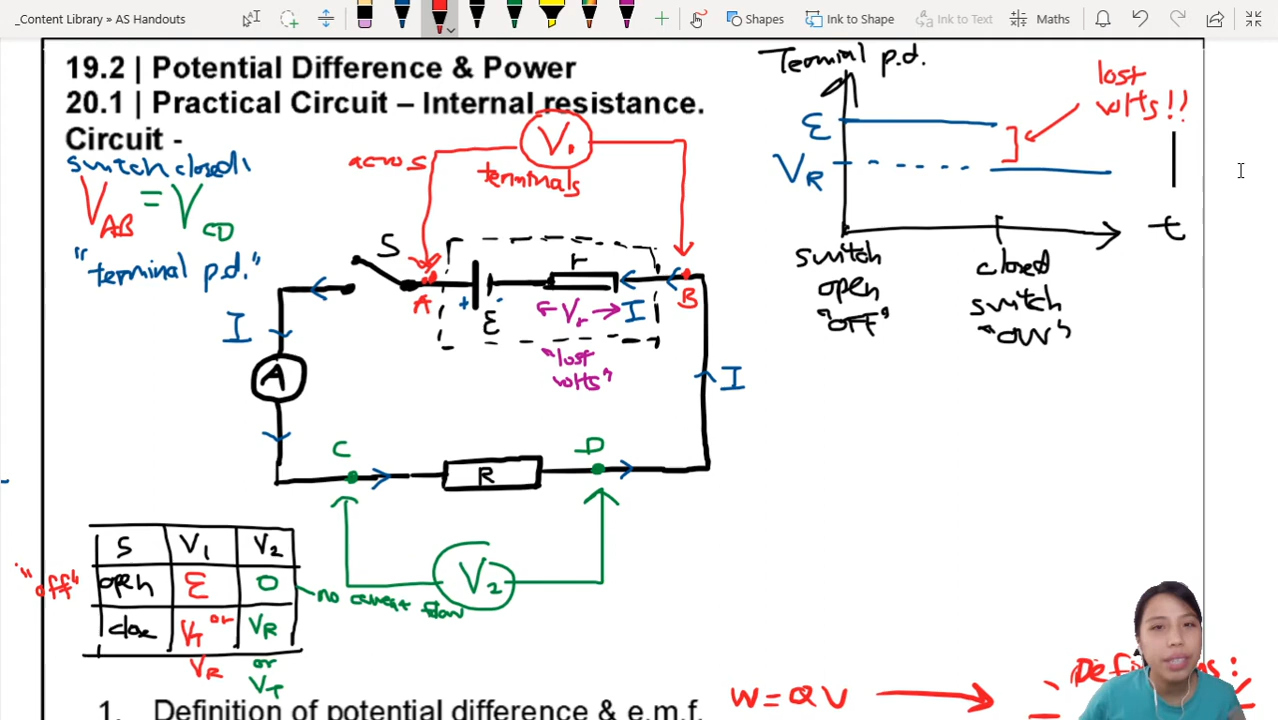 _Content Library » AS Handouts
Shapes
Ink to Shape
Ink to Text
Maths
19.2 | Potential Difference & Power
20.1 | Practical Circuit – Internal resistance.
Circuit -
switch closed:
V_AB = V_CD
"terminal p.d."
across
V₁
terminals
S
A
+
-
ε
r
V_r
I
B
"lost
volts"
I
A
I
C
R
D
V₂
S V₁ V₂
"off" open ε 0
no current flow
close V_T or V_R
V_R or
V_T
Terminal p.d.
lost
volts!!
ε
V_R
t
switch
open
"OFF"
closed
switch
"ON"
W = QV
1. Definition of potential difference & e.m.f.